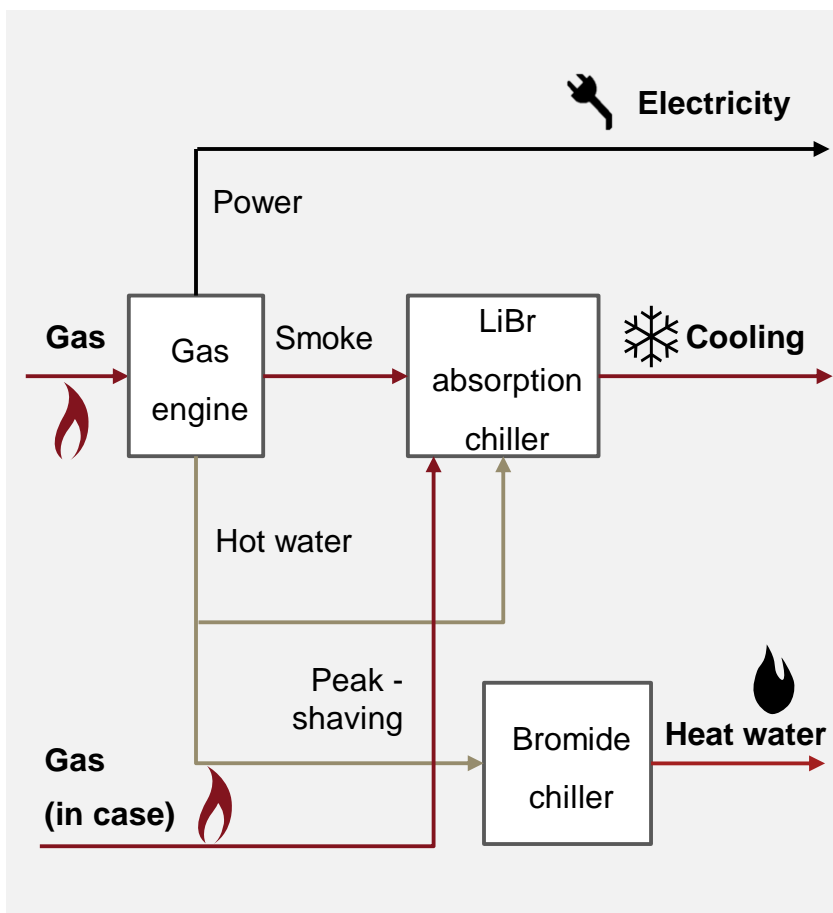 Electricity
Power
Gas
Gas
engine
Smoke
LiBr
absorption
chiller
Cooling
Hot water
Peak -
shaving
Gas
(in case)
Bromide
chiller
Heat water